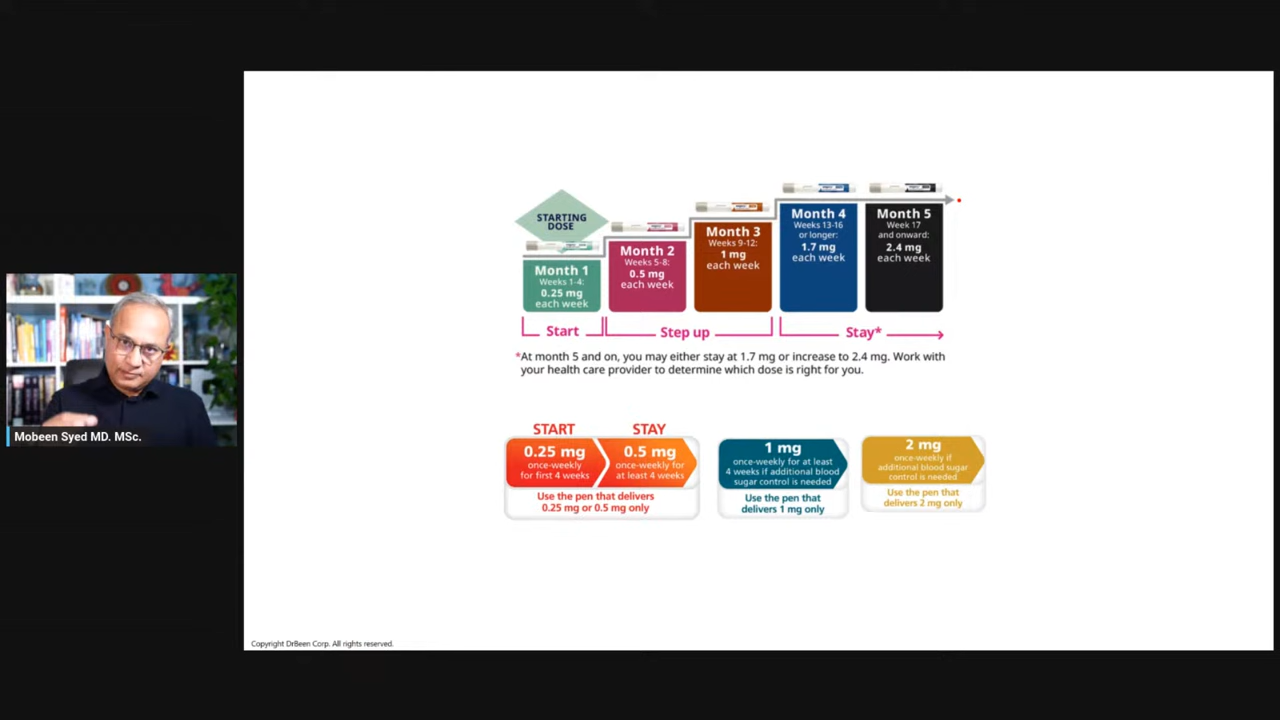 STARTING
DOSE
Month 1
Weeks 1-4:
0.25 mg
each week
Month 2
Weeks 5-8:
0.5 mg
each week
Month 3
Weeks 9-12:
1 mg
each week
Month 4
Weeks 13-16
or longer:
1.7 mg
each week
Month 5
Week 17
and onward:
2.4 mg
each week
Start
Step up
Stay*
*At month 5 and on, you may either stay at 1.7 mg or increase to 2.4 mg. Work with
your health care provider to determine which dose is right for you.
START
STAY
0.25 mg
once-weekly
for first 4 weeks
0.5 mg
once-weekly for
at least 4 weeks
Use the pen that delivers
0.25 mg or 0.5 mg only
1 mg
once-weekly for at least
4 weeks if additional blood
sugar control is needed
Use the pen that
delivers 1 mg only
2 mg
once-weekly if
additional blood sugar
control is needed
Use the pen that
delivers 2 mg only
Mobeen Syed MD. MSc.
Copyright DrBeen Corp. All rights reserved.